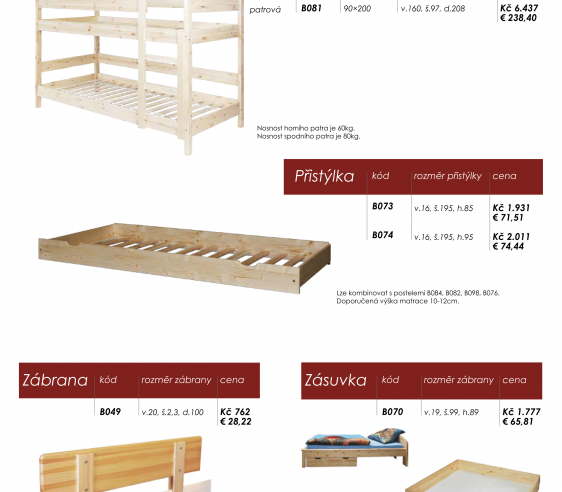 patrová B081 90×200 v.160, š.97, d.208 Kč 6.437
€ 238,40
Nosnost horního patra je 60kg.
Nosnost spodního patra je 80kg.
Přistýlka kód rozměr přistýlky cena
B073 v.16, š.195, h.85 Kč 1.931
€ 71,51
B074 v.16, š.195, h.95 Kč 2.011
€ 74,44
Lze kombinovat s postelemi B084, B082, B098, B076.
Doporučená výška matrace 10-12cm.
Zábrana kód rozměr zábrany cena
B049 v.20, š.2,3, d.100 Kč 762
€ 28,22
Zásuvka kód rozměr zábrany cena
B070 v.19, š.99, h.89 Kč 1.777
€ 65,81